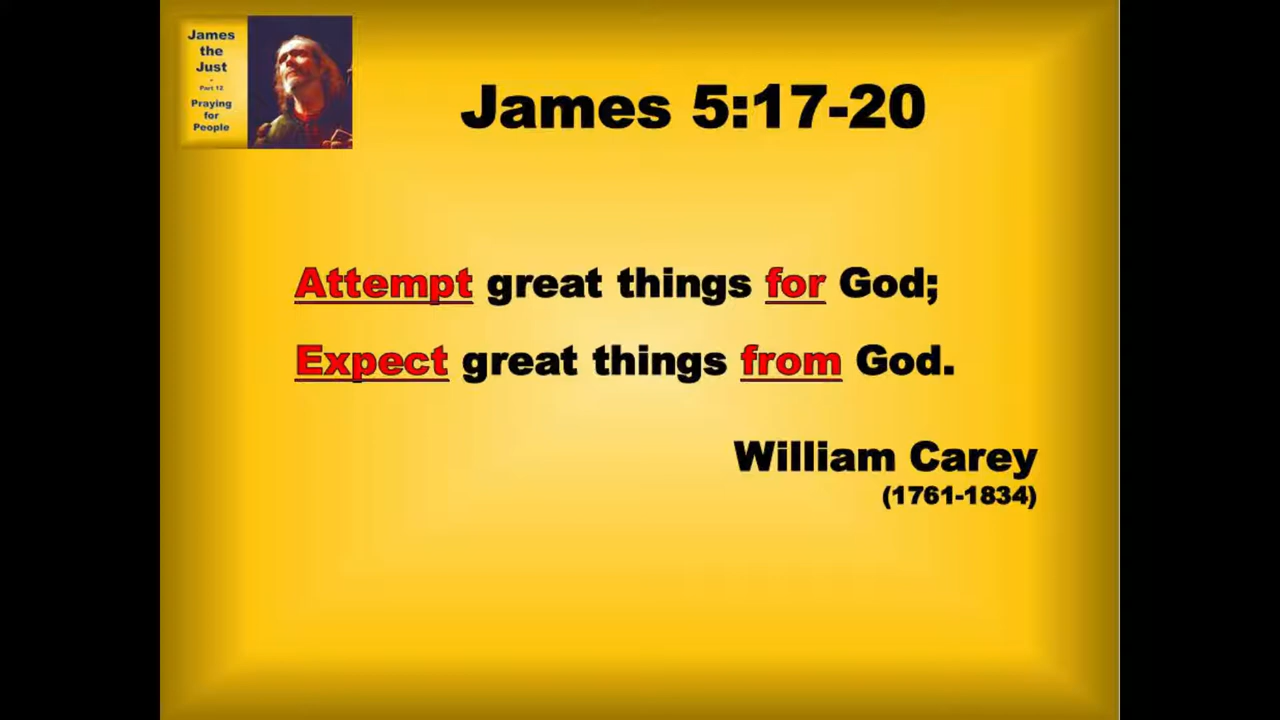 James
the
Just
-
Part 12
Praying
for
People
James 5:17-20
Attempt great things for God;
Expect great things from God.
William Carey
(1761-1834)